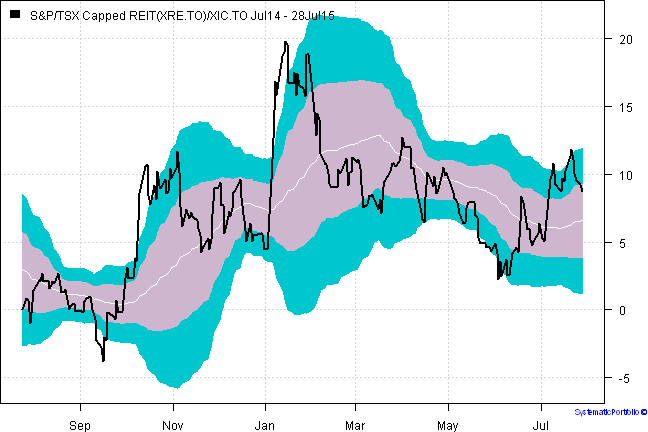 S&P/TSX Capped REIT(XRE.TO)/XIC.TO Jul14 - 28Jul15
20
15
10
5
0
-5
Sep Nov Jan Mar May Jul
SystematicPortfolio ©